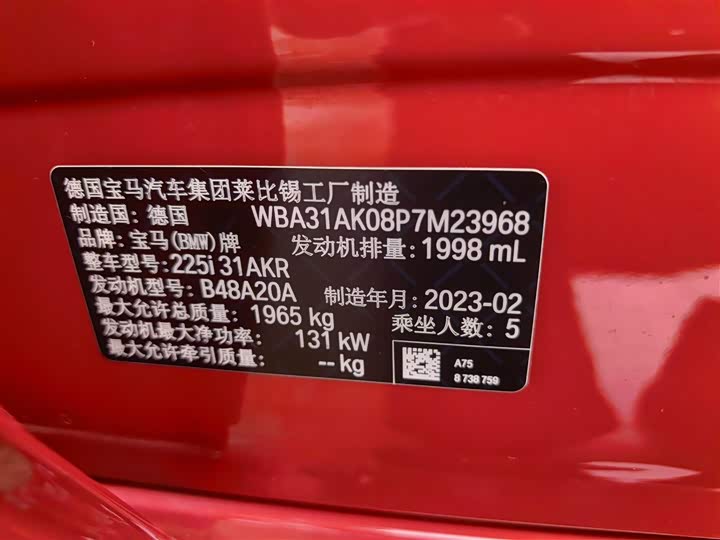 德国宝马汽车集团莱比锡工厂制造
制造国: 德国 WBA31AK08P7M23968
品牌: 宝马(BMW)牌 发动机排量: 1998 mL
整车型号: 225i 31AKR
发动机型号: B48A20A 制造年月: 2023-02
最大允许总质量: 1965 kg 乘坐人数: 5
发动机最大净功率: 131 kW
最大允许牵引质量: -- kg
A75
8 738 759